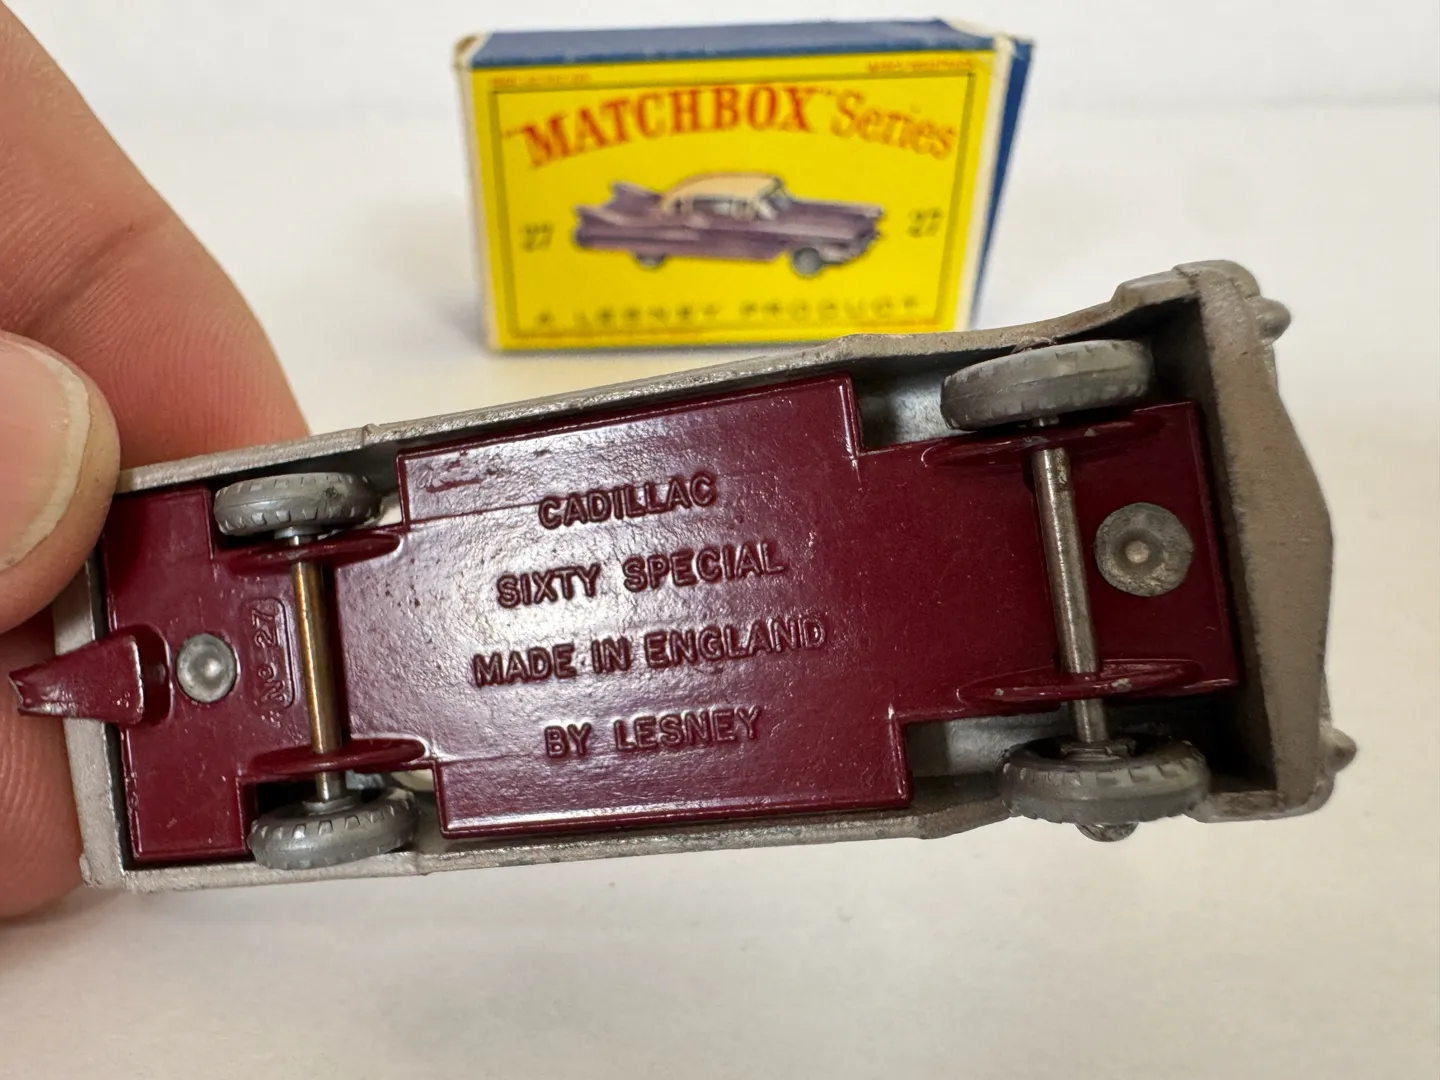 "MATCHBOX" Series
27
27
A LESNEY PRODUCT
CADILLAC
SIXTY SPECIAL
MADE IN ENGLAND
BY LESNEY
No 27